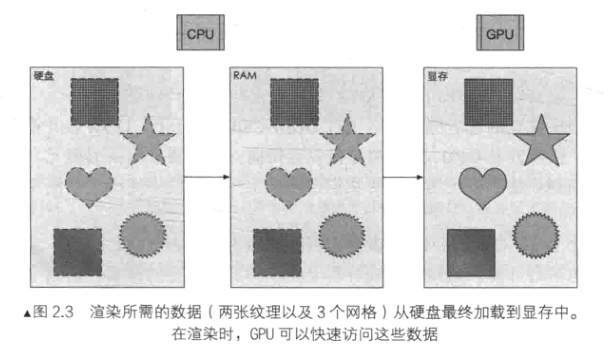 CPU
GPU
硬盘
RAM
显存
▲图 2.3 渲染所需的数据（两张纹理以及 3 个网格）从硬盘最终加载到显存中。
在渲染时，GPU 可以快速访问这些数据